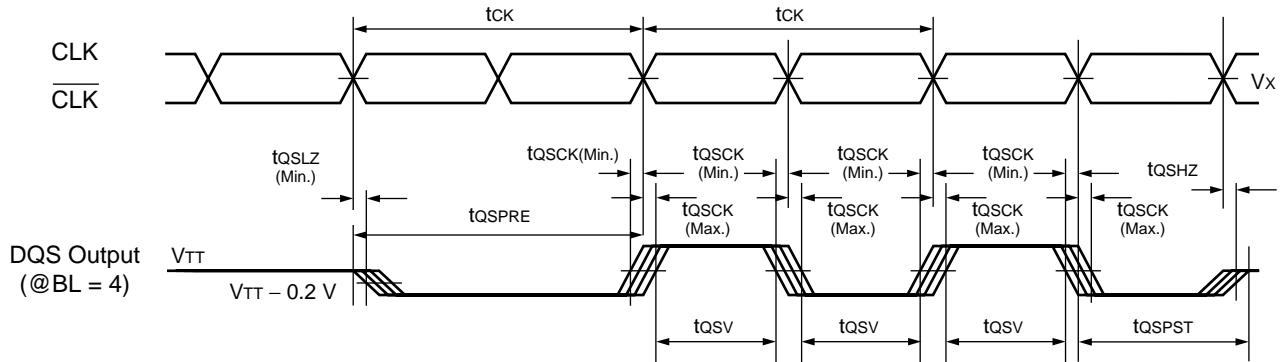 tCK tCK
CLK
CLK
VX
tQSLZ
(Min.)
tQSCK(Min.)
tQSCK
(Min.)
tQSCK
(Min.)
tQSCK
(Min.)
tQSHZ
tQSPRE
tQSCK
(Max.)
tQSCK
(Max.)
tQSCK
(Max.)
tQSCK
(Max.)
DQS Output
(@BL = 4)
VTT
VTT – 0.2 V
tQSV tQSV tQSV tQSPST